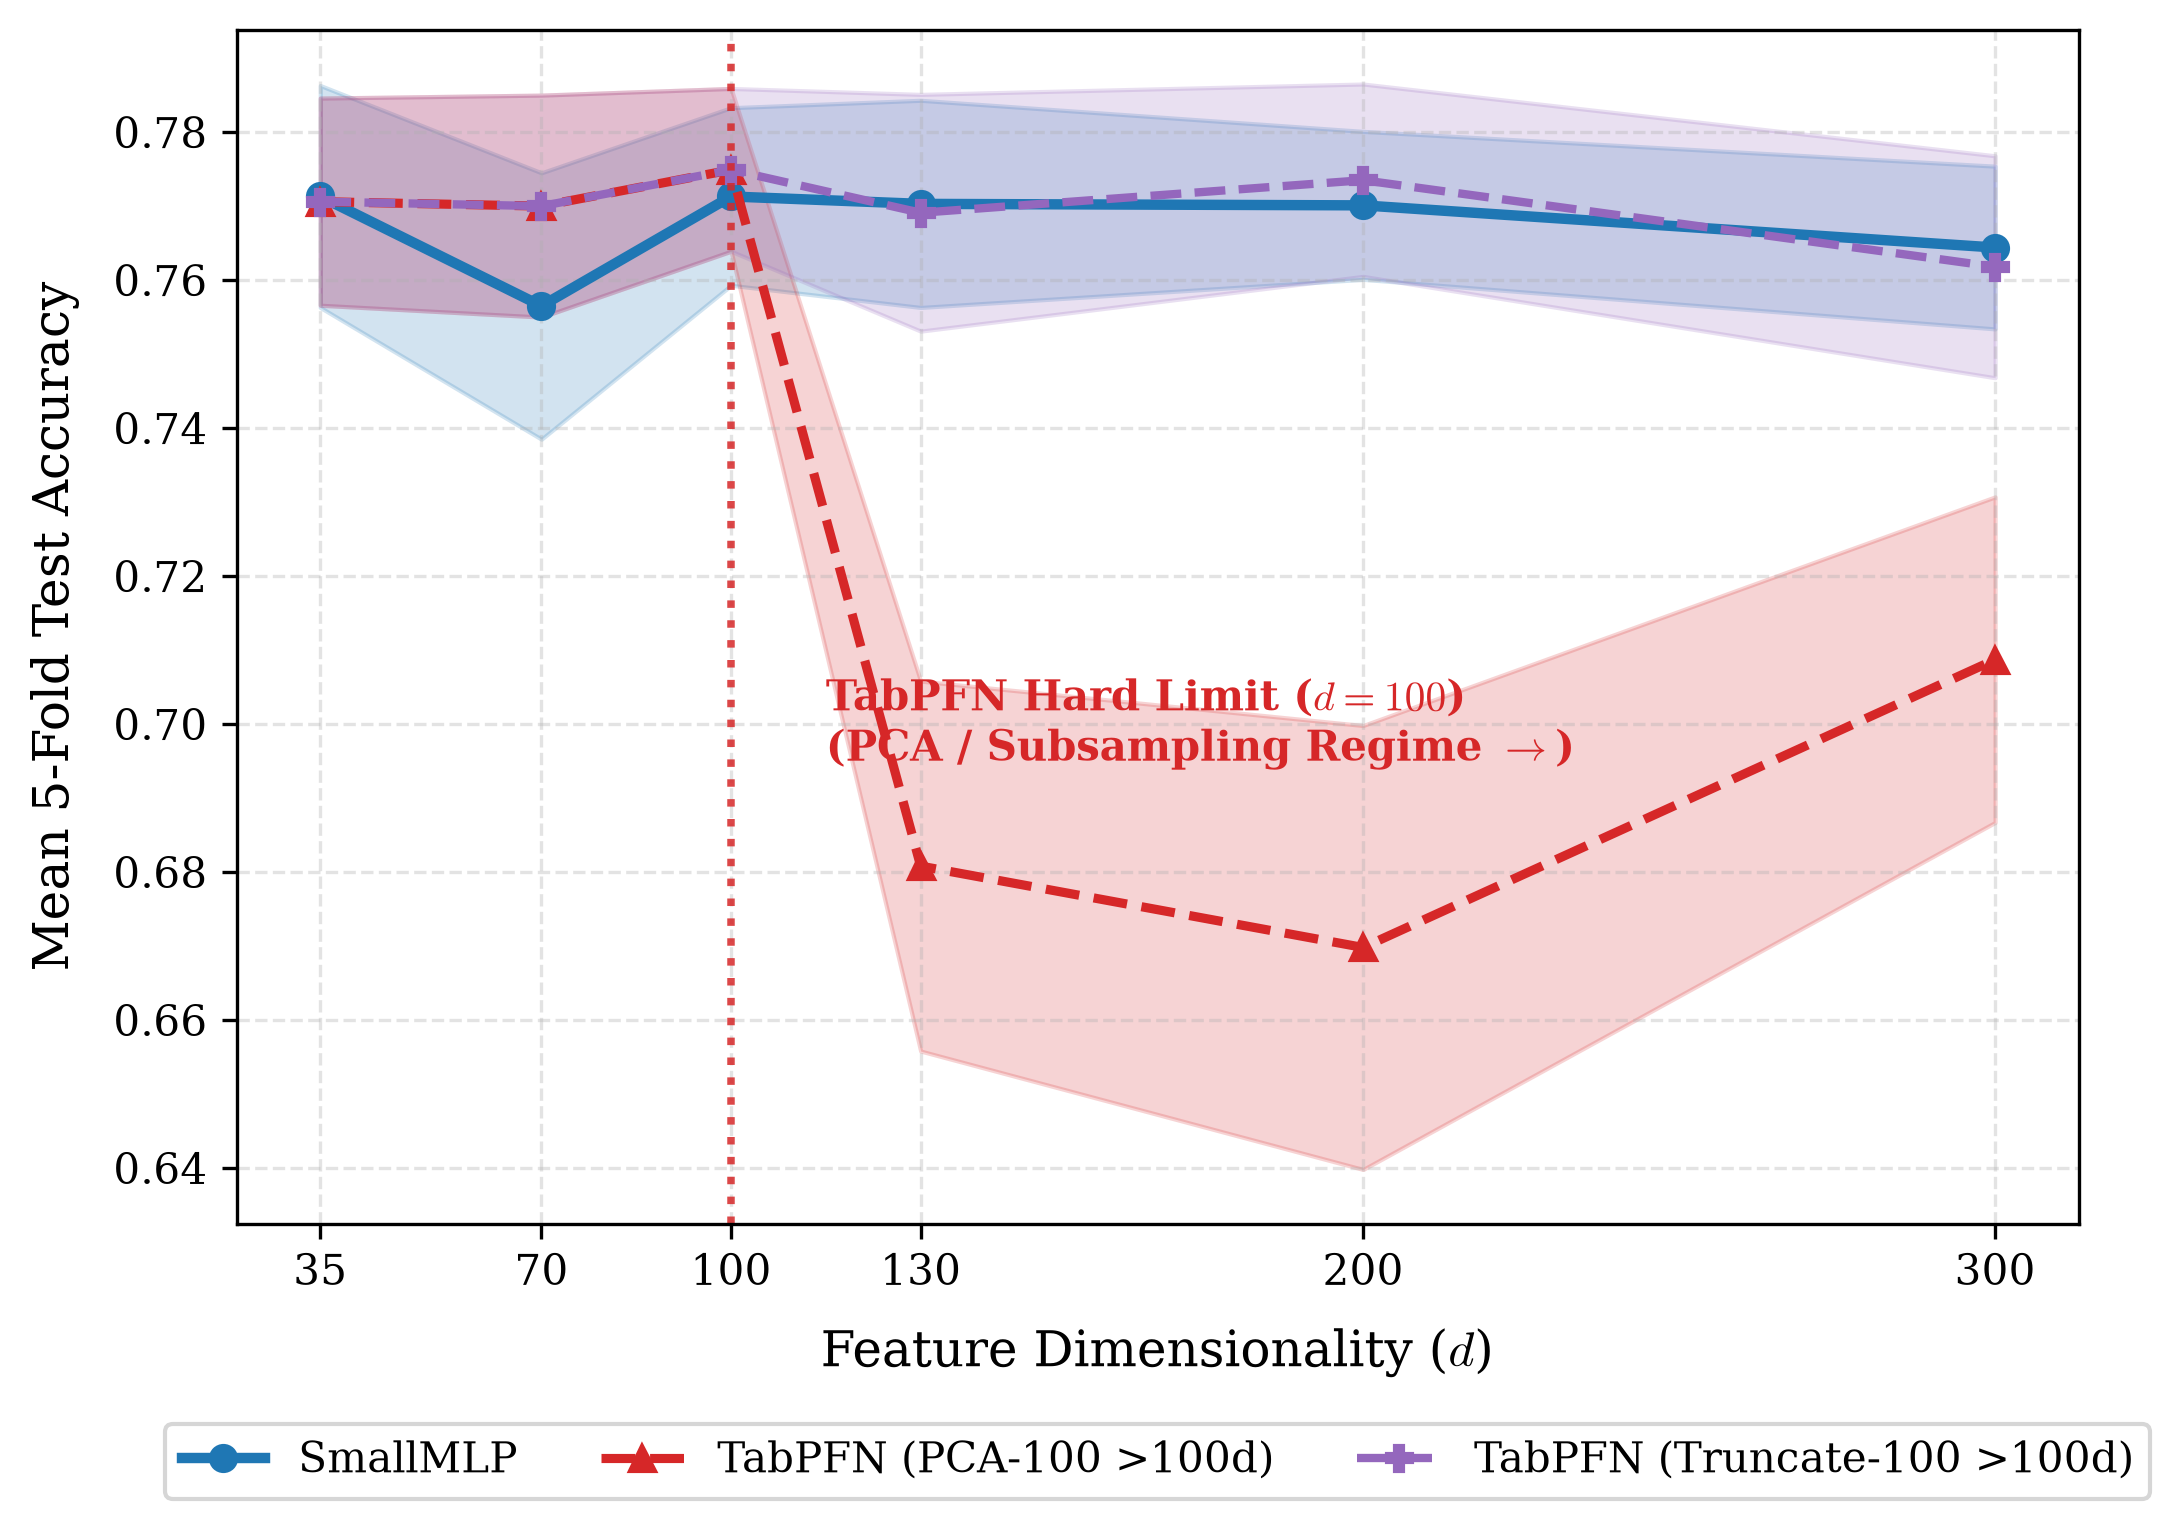 Mean 5-Fold Test Accuracy
0.78
0.76
0.74
0.72
0.70
0.68
0.66
0.64
TabPFN Hard Limit (d = 100)
(PCA / Subsampling Regime → )
35 70 100 130 200 300
Feature Dimensionality (d)
SmallMLP TabPFN (PCA-100 >100d) TabPFN (Truncate-100 >100d)